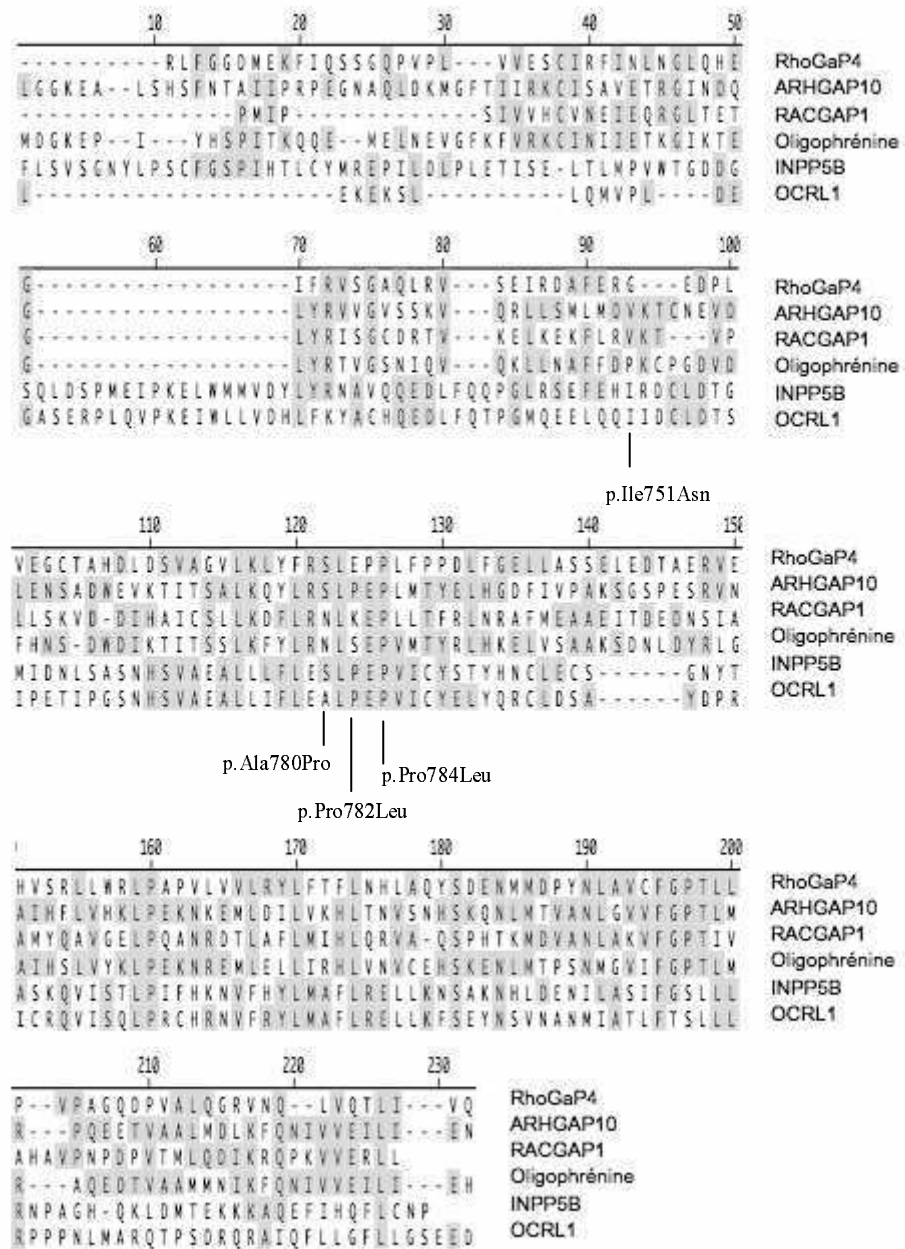 10 20 30 40 50
----------RLFGGDMEKFIQSSGQPVPL---VVESCIRFINLNGLQHE RhoGaP4
LGGKEA--LSHSFNTAIIPRPEGNAQLDKMGFTIIRKCISAVETRGINDQ ARHGAP10
---------------PMIP-------------SIVVHCVNEIEQRGLTET RACGAP1
MDGKEP--I---YHSPITKQQE--MELNEVGFKFVRKCINIIETKGIKTE Oligophrénine
FLSVSGNYLPSCFGSPIHTLCYMREPILDLPLETISE-LTLMPVWTGDDG INPP5B
L---------------------EKEKSL----------LQMVPL----DE OCRL1
60 70 80 90 100
G------------------IFRVSGAQLRV---SEIRDAFERG---EDPL RhoGaP4
G------------------LYRVVGVSSKV---QRLLSMLMDVKTCNEVD ARHGAP10
G------------------LYRISGCDRTV---KELKEKFLRVKT---VP RACGAP1
G------------------LYRTVGSNIQV---QKLLNAFFDPKCPGDVD Oligophrénine
SQLDSPMEIPKELWMMVDYLYRNAVQQEDLFQQPGLRSEFEHIRDCLDTG INPP5B
GASERPLQVPKEIWLLVDHLFKYACHQEDLFQTPGMQEELQQIIDCLDTS OCRL1
p.Ile751Asn
110 120 130 140 150
VEGCTAHDLDSVAGVLKLYFRSLEPPLFPPDLFGELLASSELEDTAERVE RhoGaP4
LENSADWEVKTITSALKQYLRSLPEPLMTYELHGDFIVPAKSGSPESRVN ARHGAP10
LLSKVD-DIHAICSLLKDFLRNLKEPLLTFRLNRAFMEAAEITDEDNSIA RACGAP1
FHNS-DWDIKTITSSLKFYLRNLSEPVMTYRLHKELVSAAKSDNLDYRLG Oligophrénine
MIDNLSASNHSVAEALLLFLESLPEPVICYSTYHNCLECS------GNYT INPP5B
IPETIPGSNHSVAEALLIFLEALPEPVICYELYQRCLDSA------YDPR OCRL1
p.Ala780Pro
p.Pro784Leu
p.Pro782Leu
160 170 180 190 200
HVSRLLWRLPAPVLVVLRYLFTFLNHLAQYSDENMMDPYNLAVCFGPTLL RhoGaP4
AIHFLVHKLPEKNKEMLDILVKHLTNVSNHSKQNLMTVANLGVVFGPTLM ARHGAP10
AMYQAVGELPQANRDTLAFLMIHLQRVA-QSPHTKMDVANLAKVFGPTIV RACGAP1
AIHSLVYKLPEKNREMLELLIRHLVNVCEHSKENLMTPSNMGVIFGPTLM Oligophrénine
ASKQVISTLPIFHKNVFHYLMAFLRELLKNSAKNHLDENILASIFGSLLL INPP5B
ICRQVISQLPRCHRNVFRYLMAFLRELLKFSEYNSVNANMIATLFTSLLL OCRL1
210 220 230
P--VPAGQDPVALQGRVNQ--LVQTLI---VQ RhoGaP4
R---PQEETVAALMDLKFQNIVVEILI---EN ARHGAP10
AHAVPNPDPVTMLQDIKRQPKVVERLL RACGAP1
R---AQEDTVAAMMNIKFQNIVVEILI---EH Oligophrénine
RNPAGH-QKLDMTEKKKAQEFIHQFLCNP INPP5B
RPPPNLMARQTPSDRQRAIQFLLGFLLGSEED OCRL1